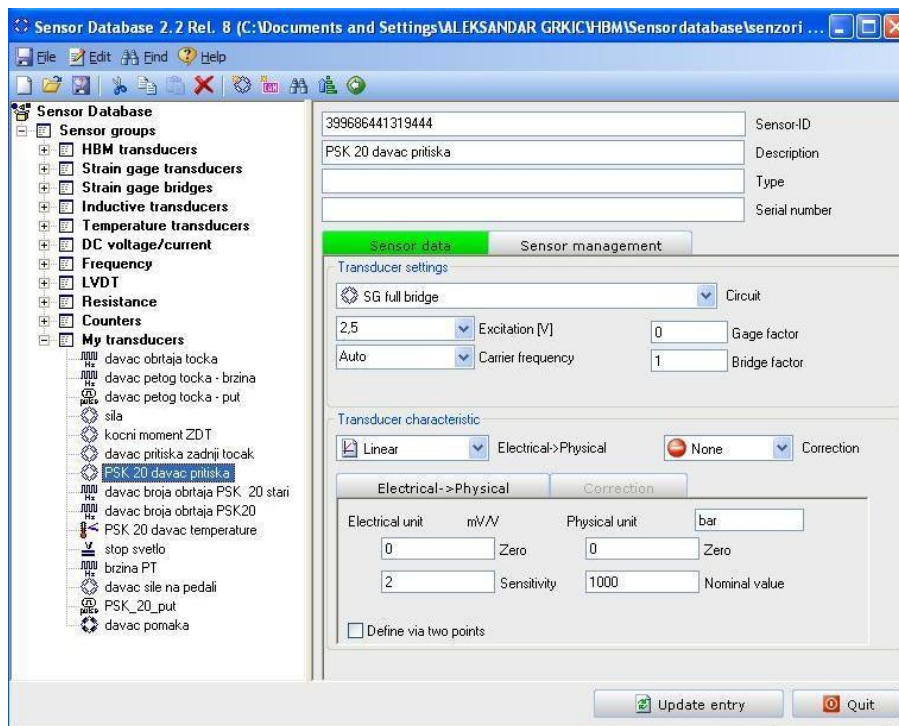 Sensor Database 2.2 Rel. 8 (C:\Documents and Settings\ALEKSANDAR GRKIC\HBM\Sensordatabase\senzori ...
File Edit Find Help
Sensor Database
Sensor groups
HBM transducers
Strain gage transducers
Strain gage bridges
Inductive transducers
Temperature transducers
DC voltage/current
Frequency
LVDT
Resistance
Counters
My transducers
davac obrtaja tocka
davac petog tocka - brzina
davac petog tocka - put
sila
kocni moment ZDT
davac pritiska zadnji tocak
PSK 20 davac pritiska
davac broja obrtaja PSK 20 stari
davac broja obrtaja PSK20
PSK 20 davac temperature
stop svetlo
brzina PT
davac sile na pedali
PSK_20_put
davac pomaka
399686441319444 Sensor-ID
PSK 20 davac pritiska Description
Type
Serial number
Sensor data Sensor management
Transducer settings
SG full bridge Circuit
2,5 Excitation [V] 0 Gage factor
Auto Carrier frequency 1 Bridge factor
Transducer characteristic
Linear Electrical->Physical None Correction
Electrical->Physical Correction
Electrical unit mV/V Physical unit bar
0 Zero 0 Zero
2 Sensitivity 1000 Nominal value
Define via two points
Update entry Quit